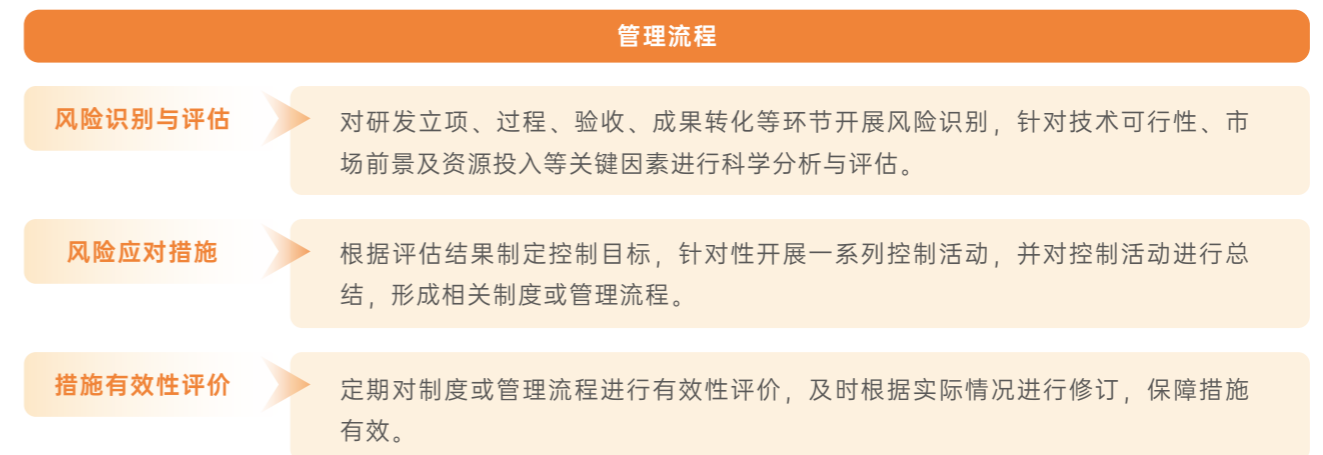 管理流程
风险识别与评估
对研发立项、过程、验收、成果转化等环节开展风险识别，针对技术可行性、市
场前景及资源投入等关键因素进行科学分析与评估。
风险应对措施
根据评估结果制定控制目标，针对性开展一系列控制活动，并对控制活动进行总
结，形成相关制度或管理流程。
措施有效性评价
定期对制度或管理流程进行有效性评价，及时根据实际情况进行修订，保障措施
有效。